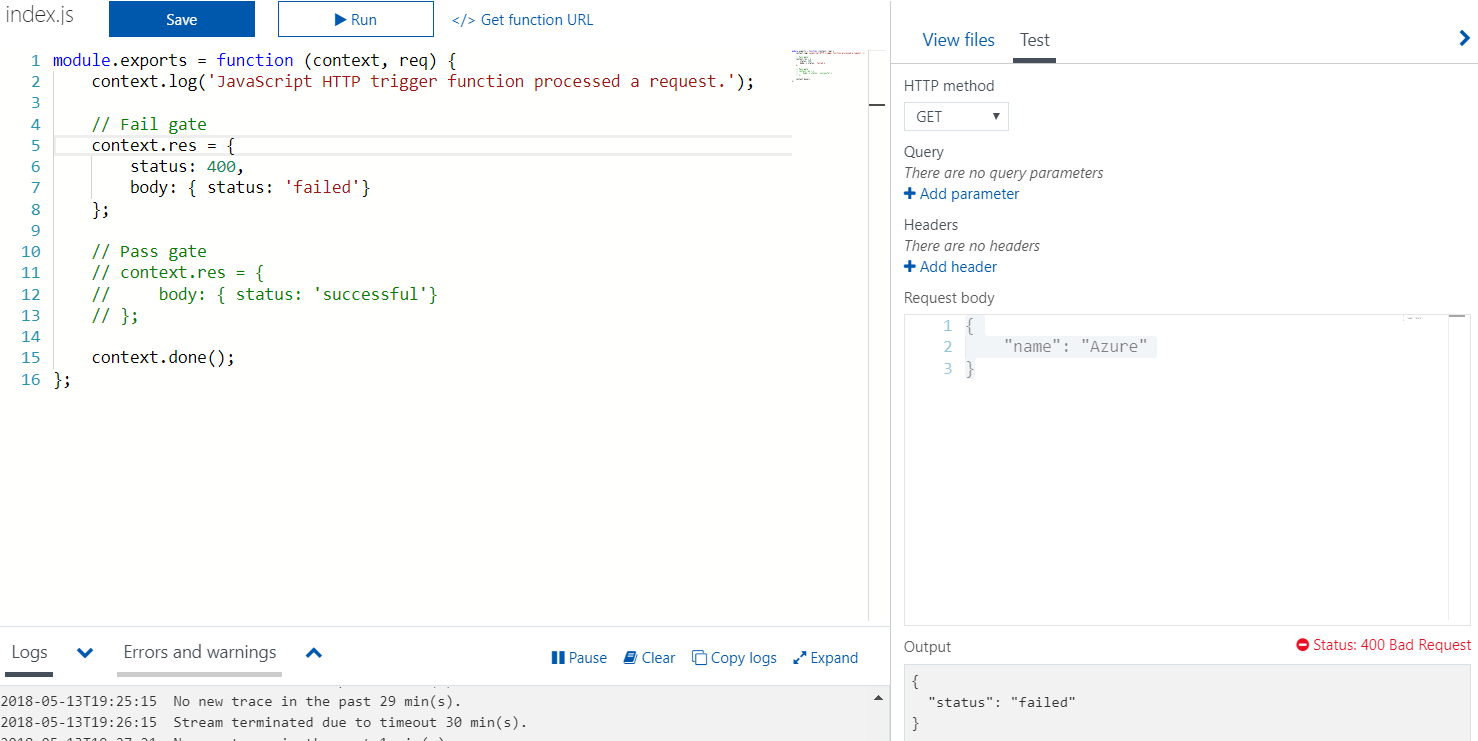 index.js
Save
Run
</> Get function URL
1 module.exports = function (context, req) {
2 context.log('JavaScript HTTP trigger function processed a request.');
3
4 // Fail gate
5 context.res = {
6 status: 400,
7 body: { status: 'failed'}
8 };
9
10 // Pass gate
11 // context.res = {
12 //     body: { status: 'successful'}
13 // };
14
15 context.done();
16 };
Logs
Errors and warnings
Pause
Clear
Copy logs
Expand
2018-05-13T19:25:15  No new trace in the past 29 min(s).
2018-05-13T19:26:15  Stream terminated due to timeout 30 min(s).
View files
Test
HTTP method
GET
Query
There are no query parameters
Add parameter
Headers
There are no headers
Add header
Request body
1 {
2 "name": "Azure"
3 }
Output
Status: 400 Bad Request
{
"status": "failed"
}